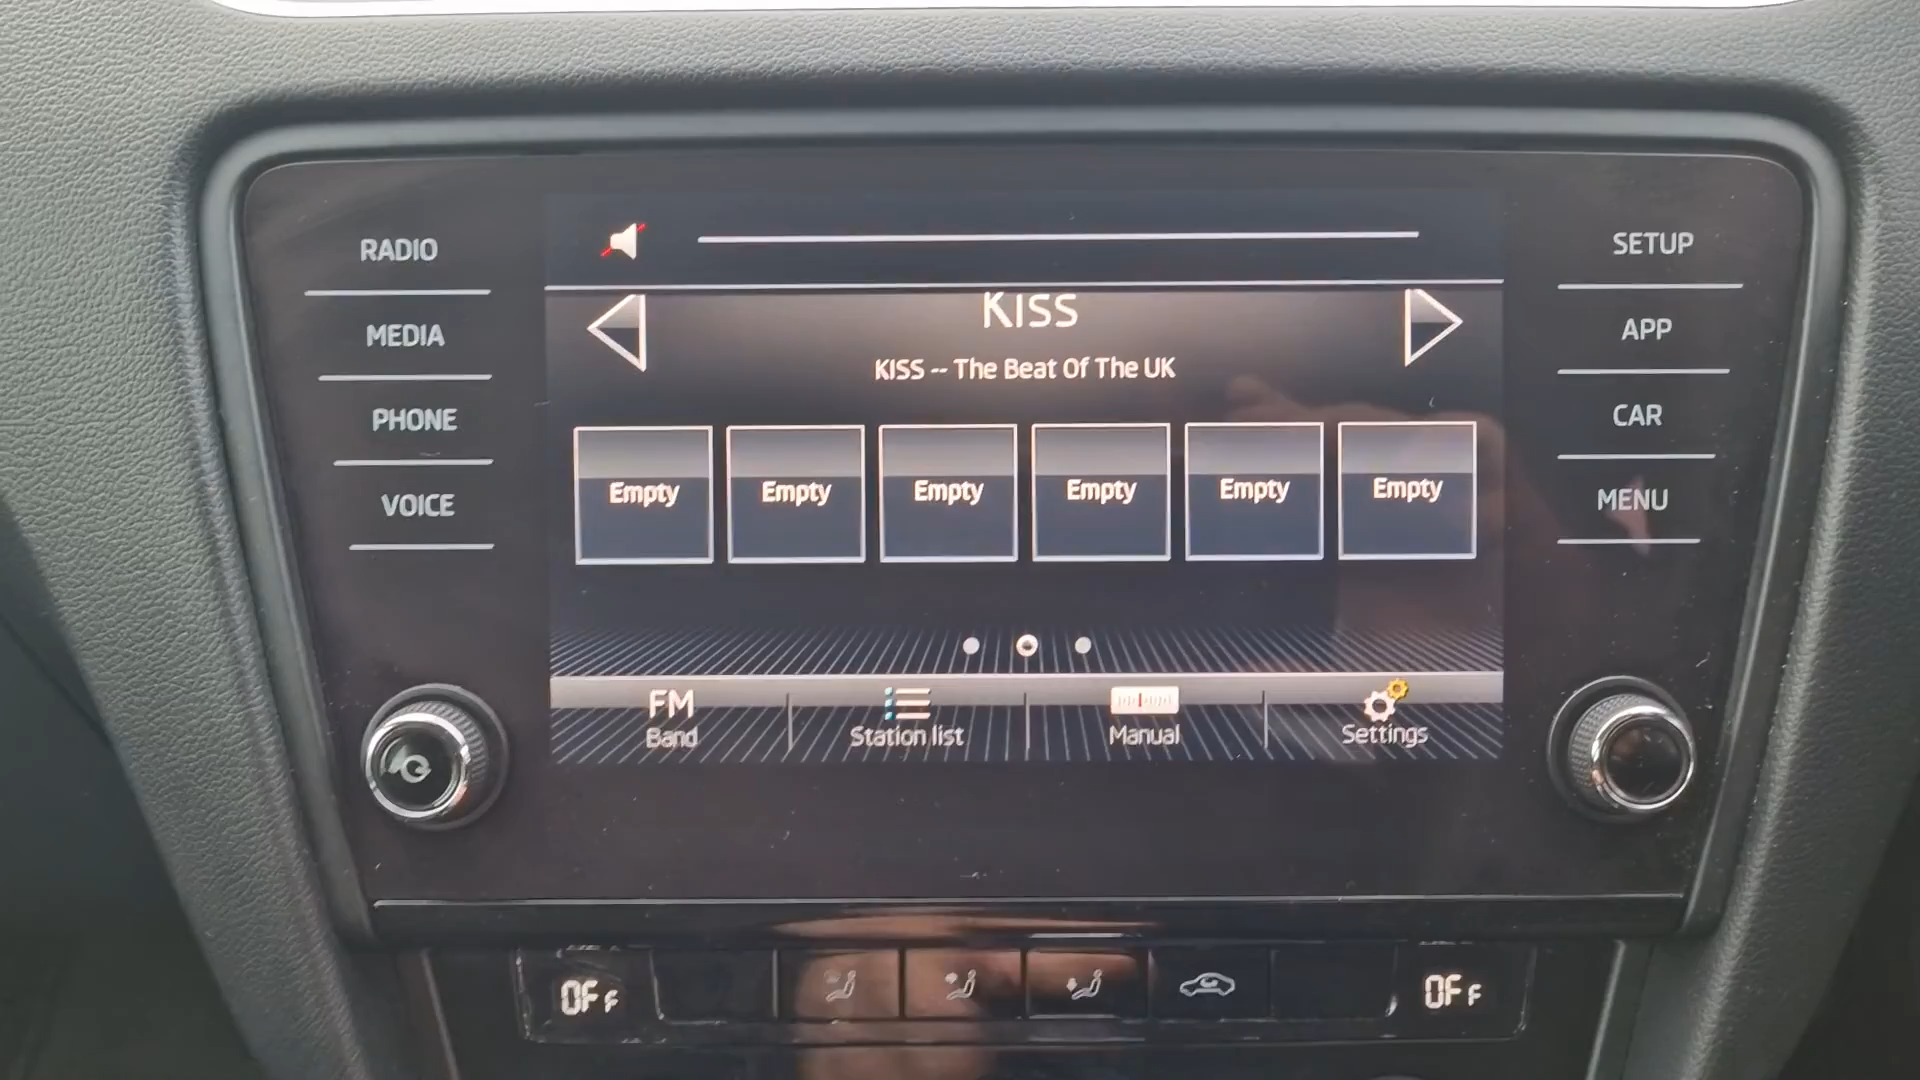 RADIO
MEDIA
PHONE
VOICE
KISS
KISS -- The Beat Of The UK
Empty Empty Empty Empty Empty Empty
FM
Band
Station list
Manual
Settings
SETUP
APP
CAR
MENU
OFF
OFF